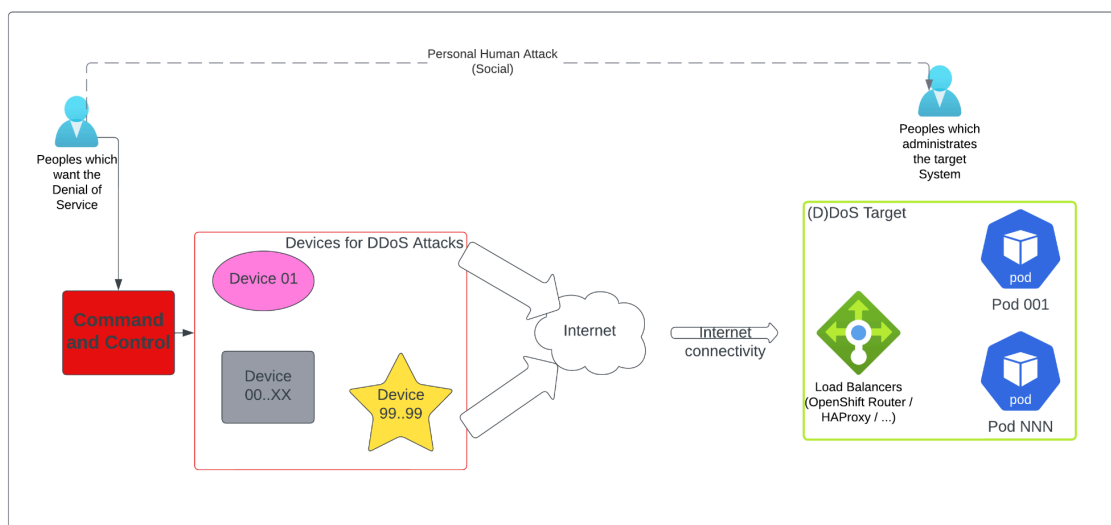 Personal Human Attack
(Social)
Peoples which
want the
Denial of
Service
Peoples which
administrates
the target
System
Command
and Control
Devices for DDoS Attacks
Device 01
Device
00..XX
Device
99..99
Internet
Internet
connectivity
(D)DoS Target
Load Balancers
(OpenShift Router /
HAProxy / ...)
pod
Pod 001
pod
Pod NNN